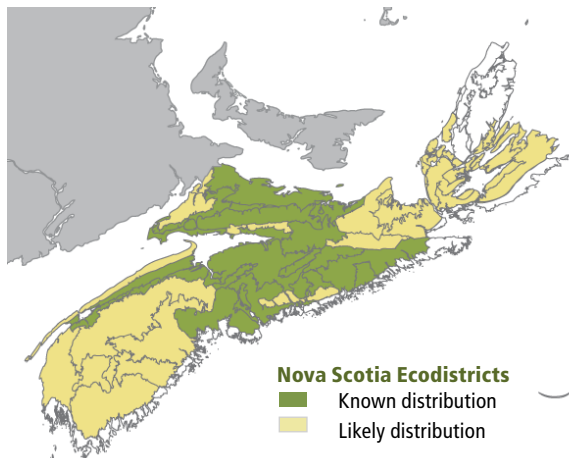 Nova Scotia Ecodistricts
Known distribution
Likely distribution